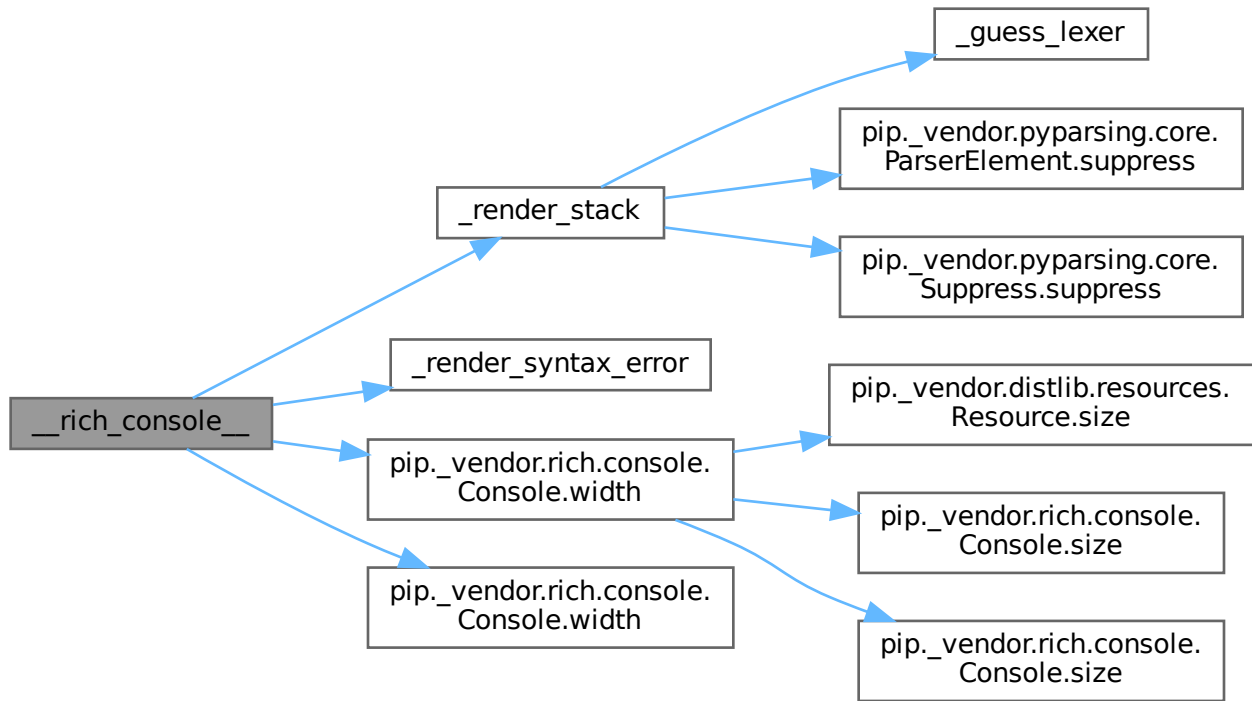 _guess_lexer
pip._vendor.pyparsing.core.
ParserElement.suppress
_render_stack
pip._vendor.pyparsing.core.
Suppress.suppress
_render_syntax_error
pip._vendor.distlib.resources.
Resource.size
__rich_console__
pip._vendor.rich.console.
Console.width
pip._vendor.rich.console.
Console.size
pip._vendor.rich.console.
Console.width
pip._vendor.rich.console.
Console.size